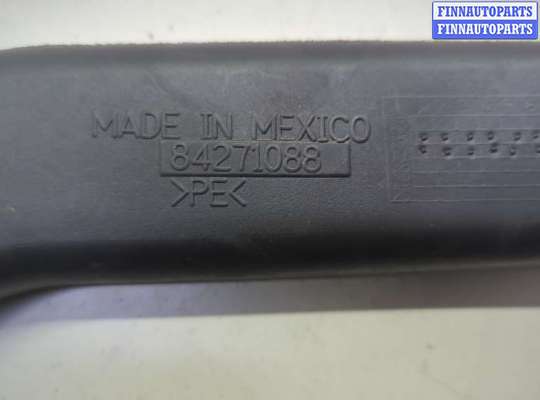 FINNAUTOPARTS
FINNAUTOPARTS
MADE IN MEXICO
84271088
>PE<